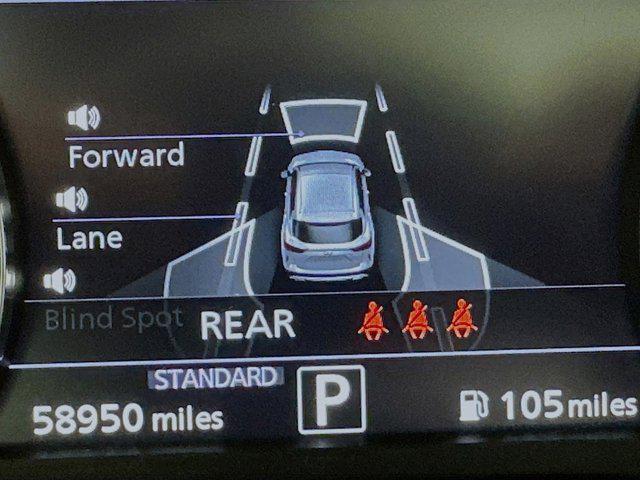 Forward
Lane
Blind Spot
REAR
STANDARD
58950 miles
P
105 miles